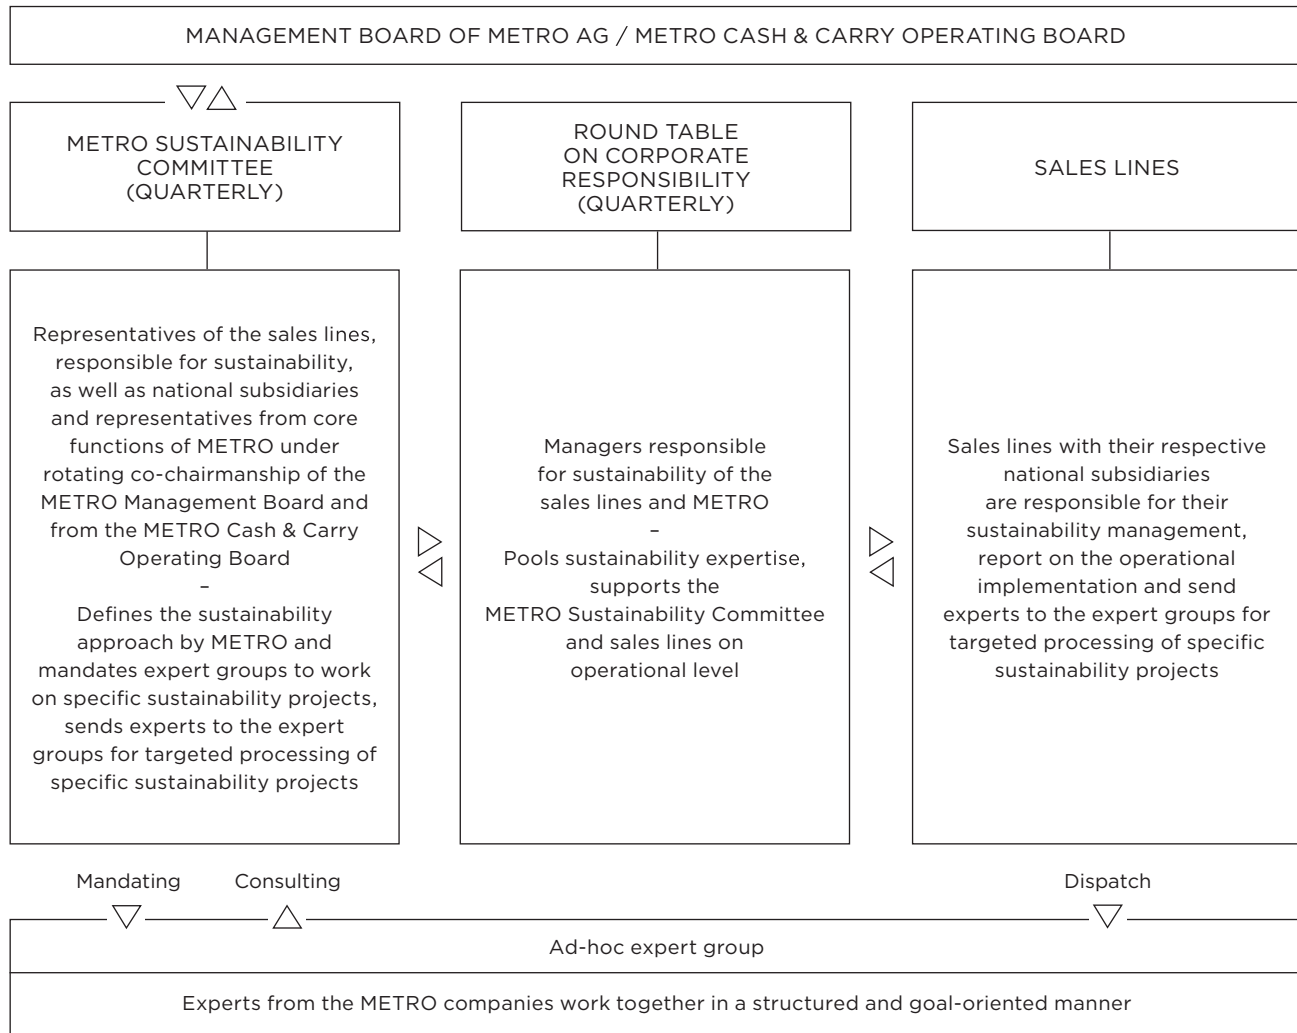 MANAGEMENT BOARD OF METRO AG / METRO CASH & CARRY OPERATING BOARD
METRO SUSTAINABILITY
COMMITTEE
(QUARTERLY)
ROUND TABLE
ON CORPORATE
RESPONSIBILITY
(QUARTERLY)
SALES LINES
Representatives of the sales lines,
responsible for sustainability,
as well as national subsidiaries
and representatives from core
functions of METRO under
rotating co-chairmanship of the
METRO Management Board and
from the METRO Cash & Carry
Operating Board
–
Defines the sustainability
approach by METRO and
mandates expert groups to work
on specific sustainability projects,
sends experts to the expert
groups for targeted processing of
specific sustainability projects
Managers responsible
for sustainability of the
sales lines and METRO
–
Pools sustainability expertise,
supports the
METRO Sustainability Committee
and sales lines on
operational level
Sales lines with their respective
national subsidiaries
are responsible for their
sustainability management,
report on the operational
implementation and send
experts to the expert groups for
targeted processing of specific
sustainability projects
Mandating
Consulting
Dispatch
Ad-hoc expert group
Experts from the METRO companies work together in a structured and goal-oriented manner